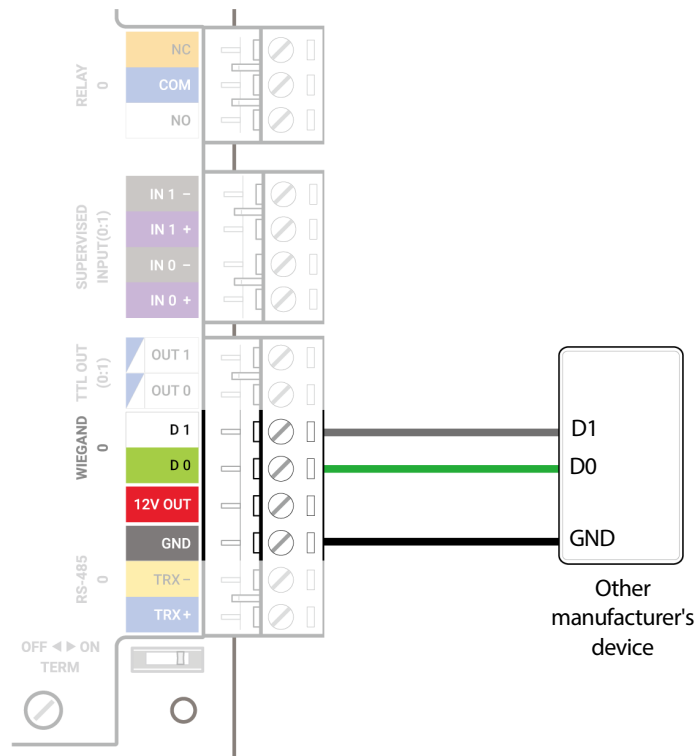 RELAY
0
NC
COM
NO
SUPERVISED
INPUT(0:1)
IN 1 –
IN 1 +
IN 0 –
IN 0 +
TTL OUT
(0:1)
OUT 1
OUT 0
WIEGAND
0
D 1
D 0
12V OUT
GND
RS-485
0
TRX –
TRX +
OFF ◀ ▶ ON
TERM
D1
D0
GND
Other
manufacturer's
device